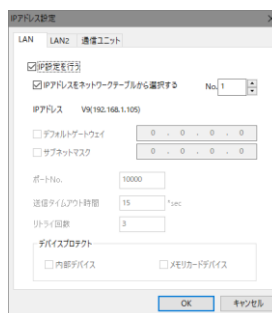 IPアドレス設定
LAN LAN2 通信ユニット
IP設定を行う
IPアドレスをネットワークテーブルから選択する No. 1
IPアドレス V9(192.168.1.105)
デフォルトゲートウェイ 0 . 0 . 0 . 0
サブネットマスク 0 . 0 . 0 . 0
ポートNo. 10000
送信タイムアウト時間 15 *sec
リトライ回数 3
デバイスプロテクト
内部デバイス メモリカードデバイス
OK キャンセル